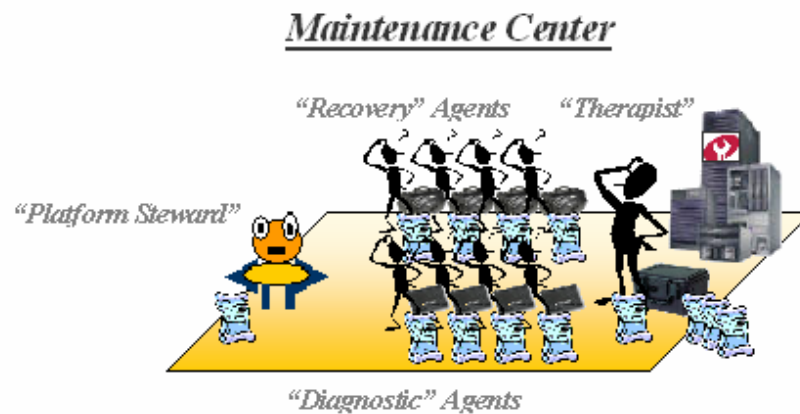 Maintenance Center
“Recovery” Agents “Therapist”
“Platform Steward”
“Diagnostic” Agents